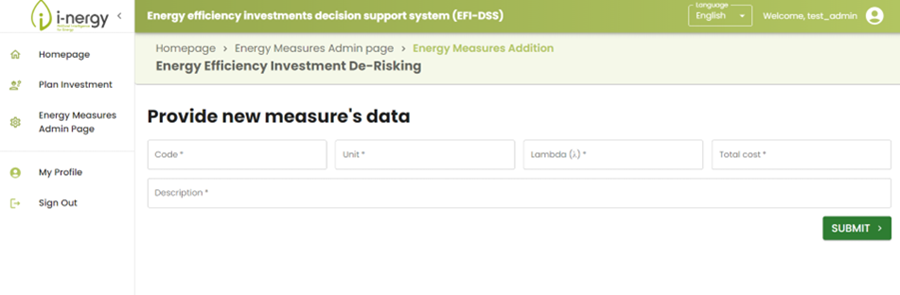 i-nergy
Energy efficiency investments decision support system (EFI-DSS)
Language
English
Welcome, test_admin
Homepage > Energy Measures Admin page > Energy Measures Addition
Energy Efficiency Investment De-Risking
Homepage
Plan Investment
Energy Measures
Admin Page
My Profile
Sign Out
Provide new measure's data
Code *
Unit *
Lambda (λ) *
Total cost *
Description *
SUBMIT >